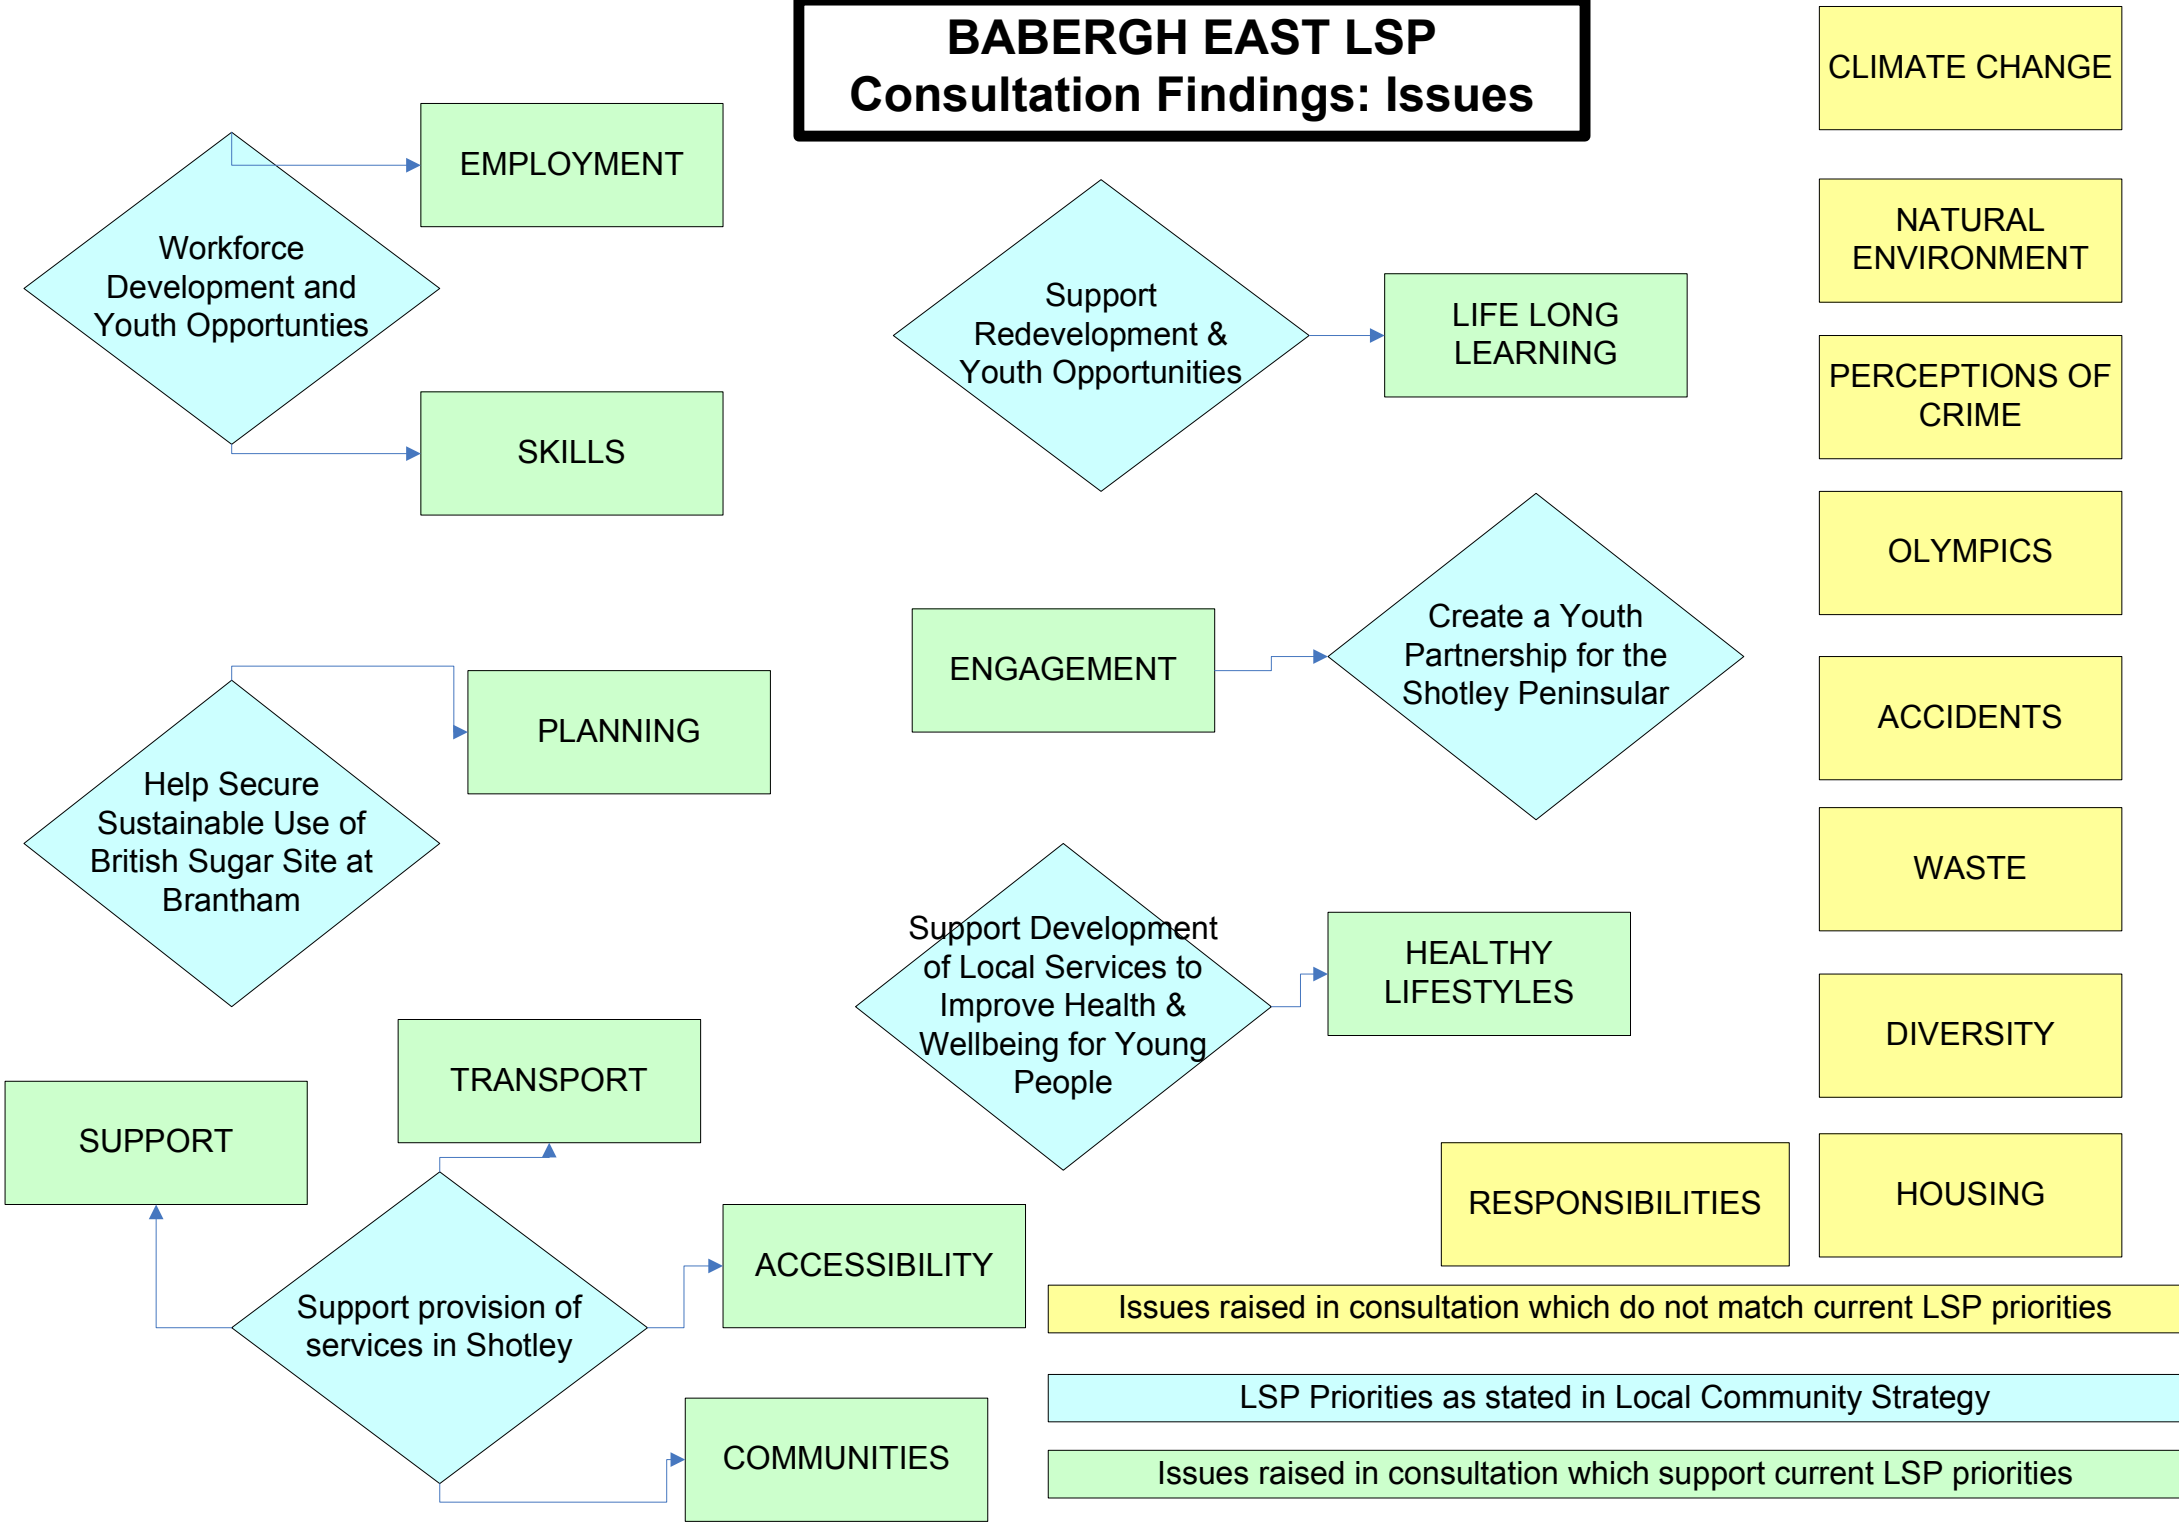 BABERGH EAST LSP
Consultation Findings: Issues
CLIMATE CHANGE
EMPLOYMENT
Workforce
Development and
Youth Opportunties
SKILLS
Support
Redevelopment &
Youth Opportunities
LIFE LONG
LEARNING
NATURAL
ENVIRONMENT
PERCEPTIONS OF
CRIME
OLYMPICS
ENGAGEMENT
Create a Youth
Partnership for the
Shotley Peninsular
ACCIDENTS
PLANNING
Help Secure
Sustainable Use of
British Sugar Site at
Brantham
WASTE
Support Development
of Local Services to
Improve Health &
Wellbeing for Young
People
HEALTHY
LIFESTYLES
DIVERSITY
TRANSPORT
SUPPORT
RESPONSIBILITIES
HOUSING
ACCESSIBILITY
Support provision of
services in Shotley
COMMUNITIES
Issues raised in consultation which do not match current LSP priorities
LSP Priorities as stated in Local Community Strategy
Issues raised in consultation which support current LSP priorities